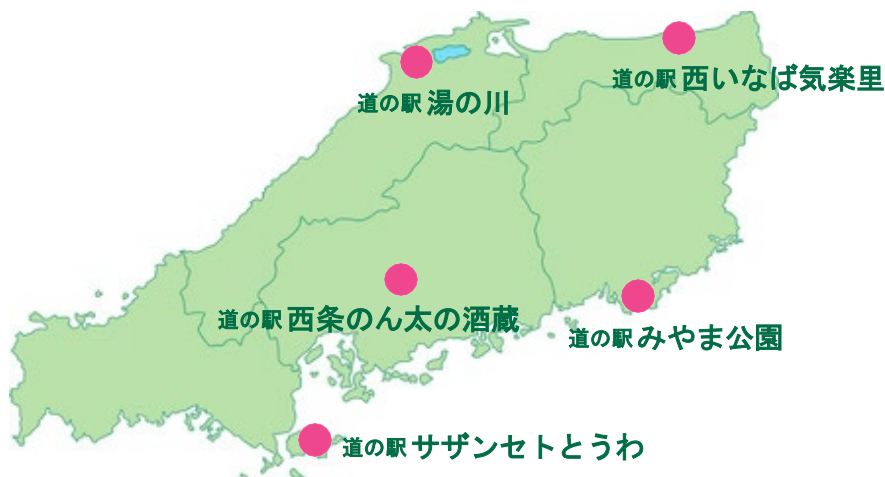 道の駅 西いなば気楽里
道の駅 湯の川
道の駅 西条のん太の酒蔵
道の駅 みやま公園
道の駅 サザンセトとうわ